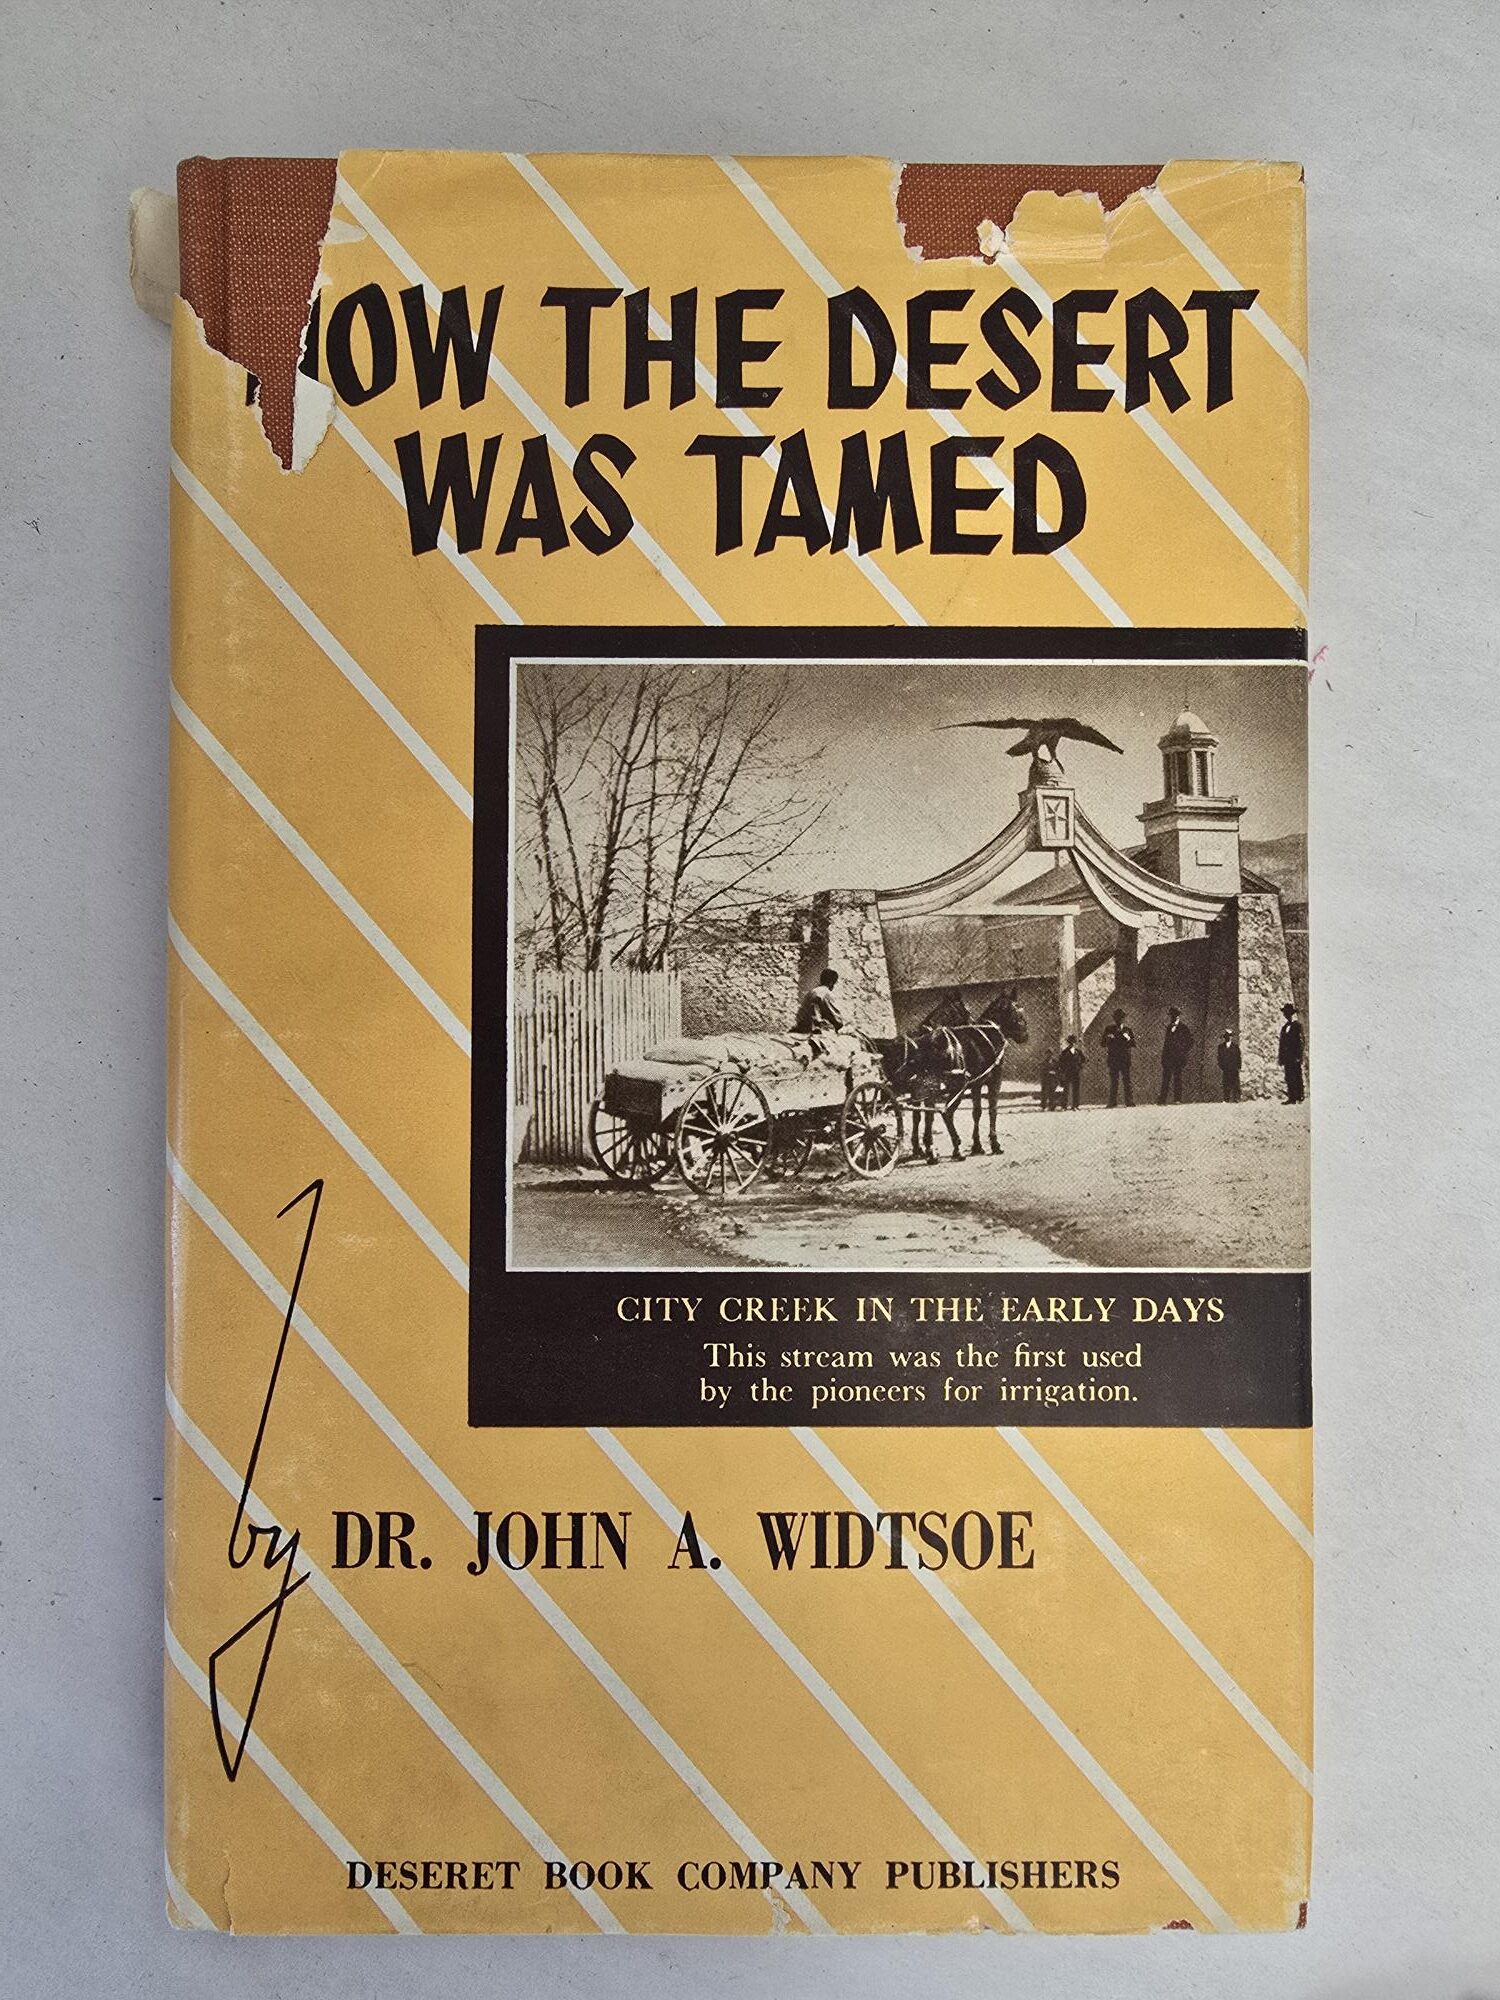 HOW THE DESERT
WAS TAMED
CITY CREEK IN THE EARLY DAYS
This stream was the first used
by the pioneers for irrigation.
by DR. JOHN A. WIDTSOE
DESERET BOOK COMPANY PUBLISHERS